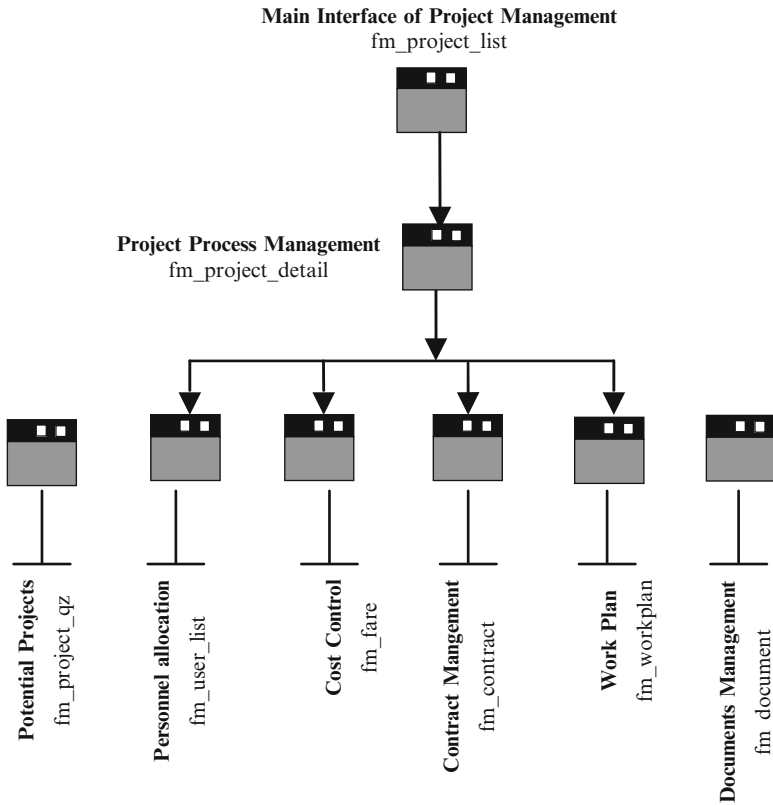 Main Interface of Project Management
fm_project_list
Project Process Management
fm_project_detail
Potential Projects
fm_project_qz
Personnel allocation
fm_user_list
Cost Control
fm_fare
Contract Mangement
fm_contract
Work Plan
fm_workplan
Documents Management
fm document